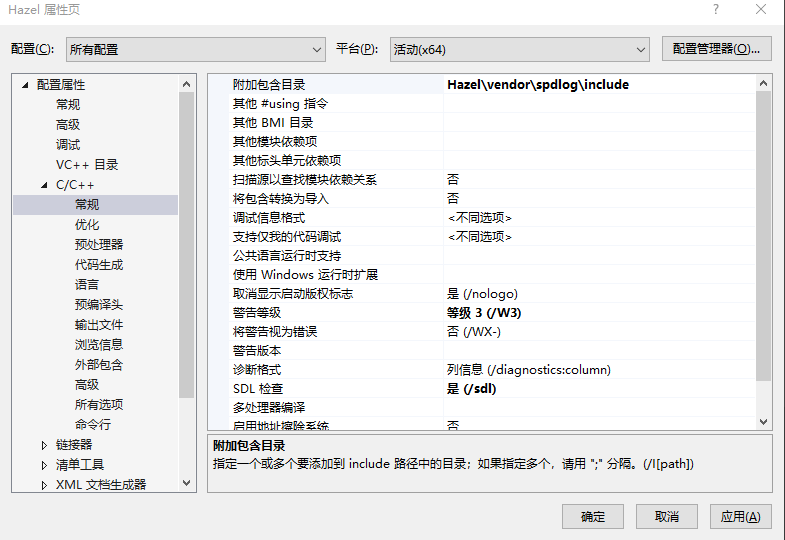 Hazel 属性页
配置(C): 所有配置 平台(P): 活动(x64) 配置管理器(O)...
配置属性
常规
高级
调试
VC++ 目录
C/C++
常规
优化
预处理器
代码生成
语言
预编译头
输出文件
浏览信息
外部包含
高级
所有选项
命令行
链接器
清单工具
XML 文档生成器
附加包含目录 Hazel\vendor\spdlog\include
其他 #using 指令
其他 BMI 目录
其他模块依赖项
其他标头单元依赖项
扫描源以查找模块依赖关系 否
将包含转换为导入 否
调试信息格式 <不同选项>
支持仅我的代码调试 <不同选项>
公共语言运行时支持
使用 Windows 运行时扩展
取消显示启动版权标志 是 (/nologo)
警告等级 等级 3 (/W3)
将警告视为错误 否 (/WX-)
警告版本
诊断格式 列信息 (/diagnostics:column)
SDL 检查 是 (/sdl)
多处理器编译
启用地址擦除系统 否
附加包含目录
指定一个或多个要添加到 include 路径中的目录；如果指定多个，请用 ";" 分隔。(/I[path])
确定 取消 应用(A)